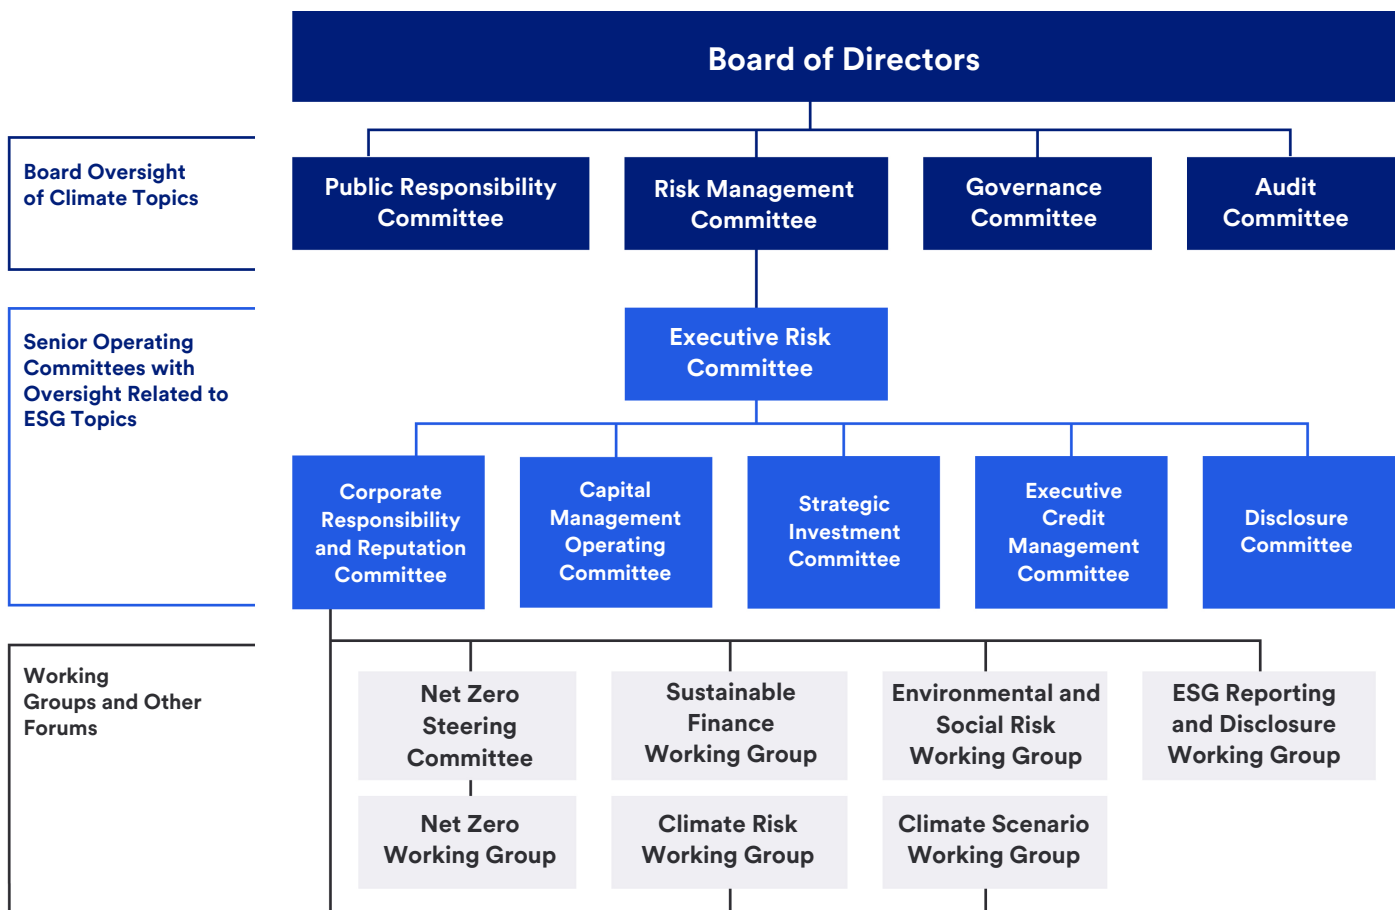 Board of Directors
Board Oversight
of Climate Topics
Public Responsibility
Committee
Risk Management
Committee
Governance
Committee
Audit
Committee
Senior Operating
Committees with
Oversight Related to
ESG Topics
Executive Risk
Committee
Corporate
Responsibility
and Reputation
Committee
Capital
Management
Operating
Committee
Strategic
Investment
Committee
Executive
Credit
Management
Committee
Disclosure
Committee
Working
Groups and Other
Forums
Net Zero
Steering
Committee
Sustainable
Finance
Working Group
Environmental and
Social Risk
Working Group
ESG Reporting
and Disclosure
Working Group
Net Zero
Working Group
Climate Risk
Working Group
Climate Scenario
Working Group